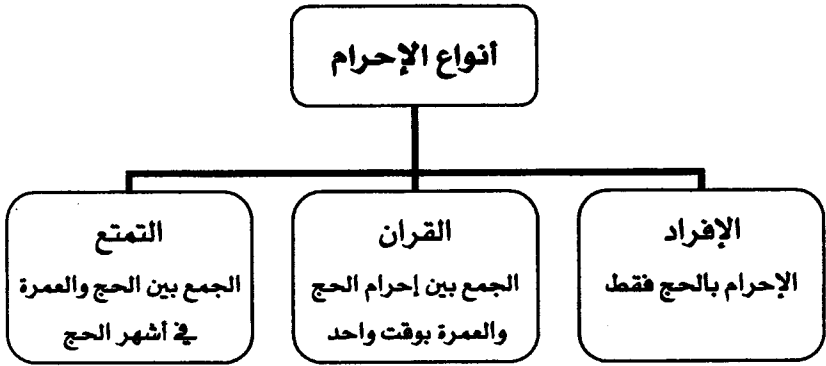 أنواع الإحرام
الإفراد
الإحرام بالحج فقط
القران
الجمع بين إحرام الحج
والعمرة بوقت واحد
التمتع
الجمع بين الحج والعمرة
في أشهر الحج